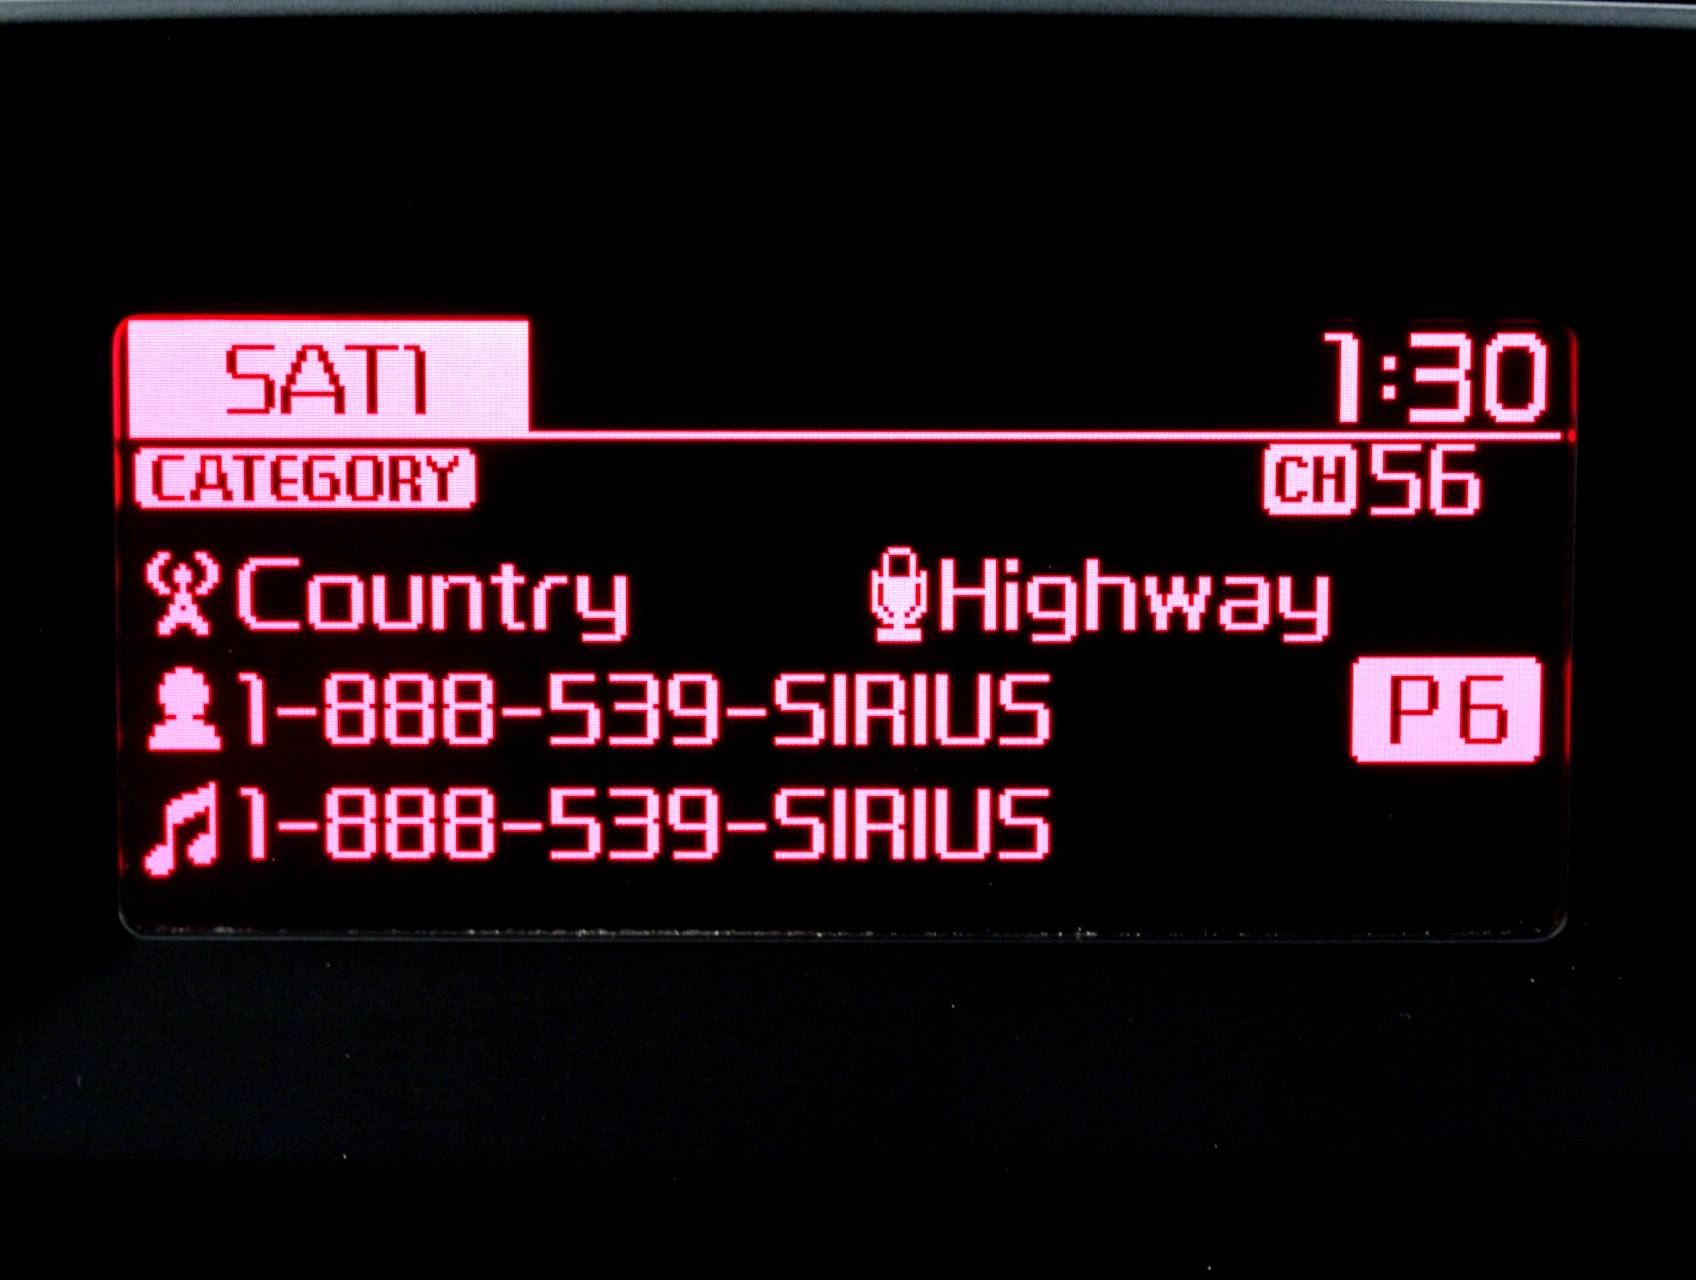 SAT1 1:30
CATEGORY CH 56
Country Highway
1-888-539-SIRIUS P6
1-888-539-SIRIUS